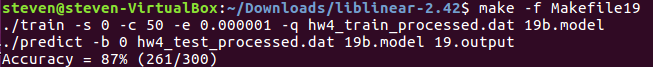 steven@steven-VirtualBox:~/Downloads/liblinear-2.42$ make -f Makefile19
./train -s 0 -c 50 -e 0.000001 -q hw4_train_processed.dat 19b.model
./predict -b 0 hw4_test_processed.dat 19b.model 19.output
Accuracy = 87% (261/300)